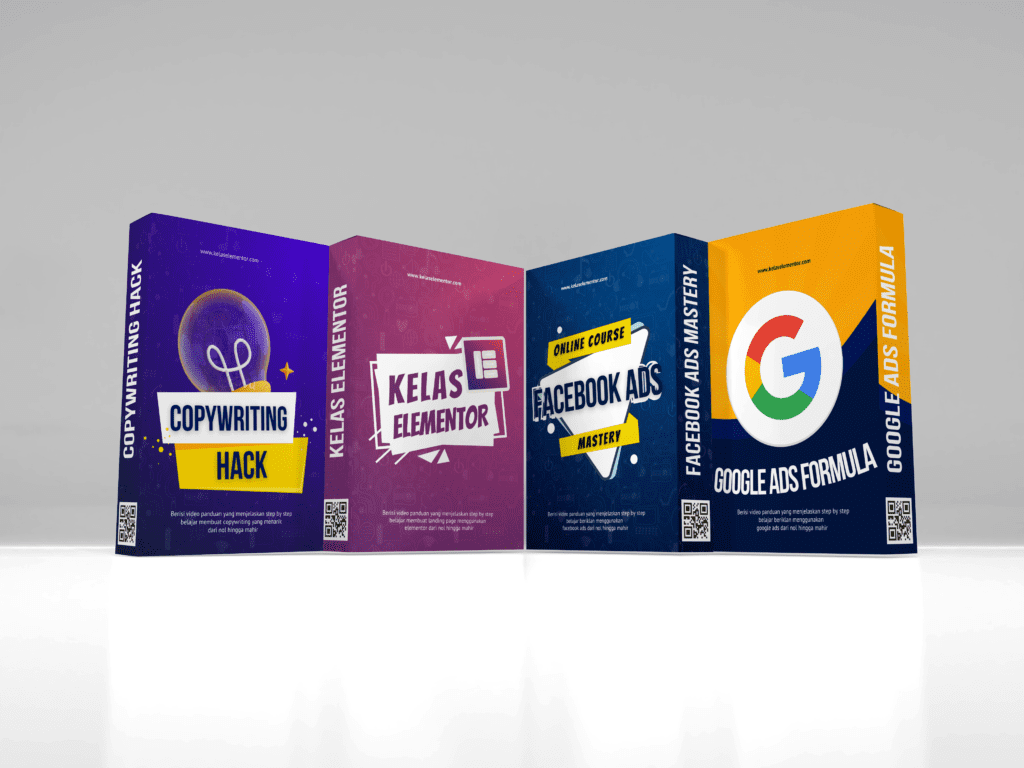 COPYWRITING HACK
www.kelaselementor.com
COPYWRITING
HACK
Berisi video panduan yang menjelaskan step by step
belajar membuat copywriting yang menarik
dari nol hingga mahir
KELAS ELEMENTOR
www.kelaselementor.com
KELAS
ELEMENTOR
Berisi video panduan yang menjelaskan step by step
belajar membuat landing page menggunakan
elementor dari nol hingga mahir
www.kelaselementor.com
ONLINE COURSE
FACEBOOK ADS
MASTERY
Berisi video panduan yang menjelaskan step by step
belajar beriklan menggunakan
facebook ads dari nol hingga mahir
FACEBOOK ADS MASTERY
www.kelaselementor.com
G
GOOGLE ADS FORMULA
Berisi video panduan yang menjelaskan step by step
belajar beriklan menggunakan
google ads dari nol hingga mahir
GOOGLE ADS FORMULA